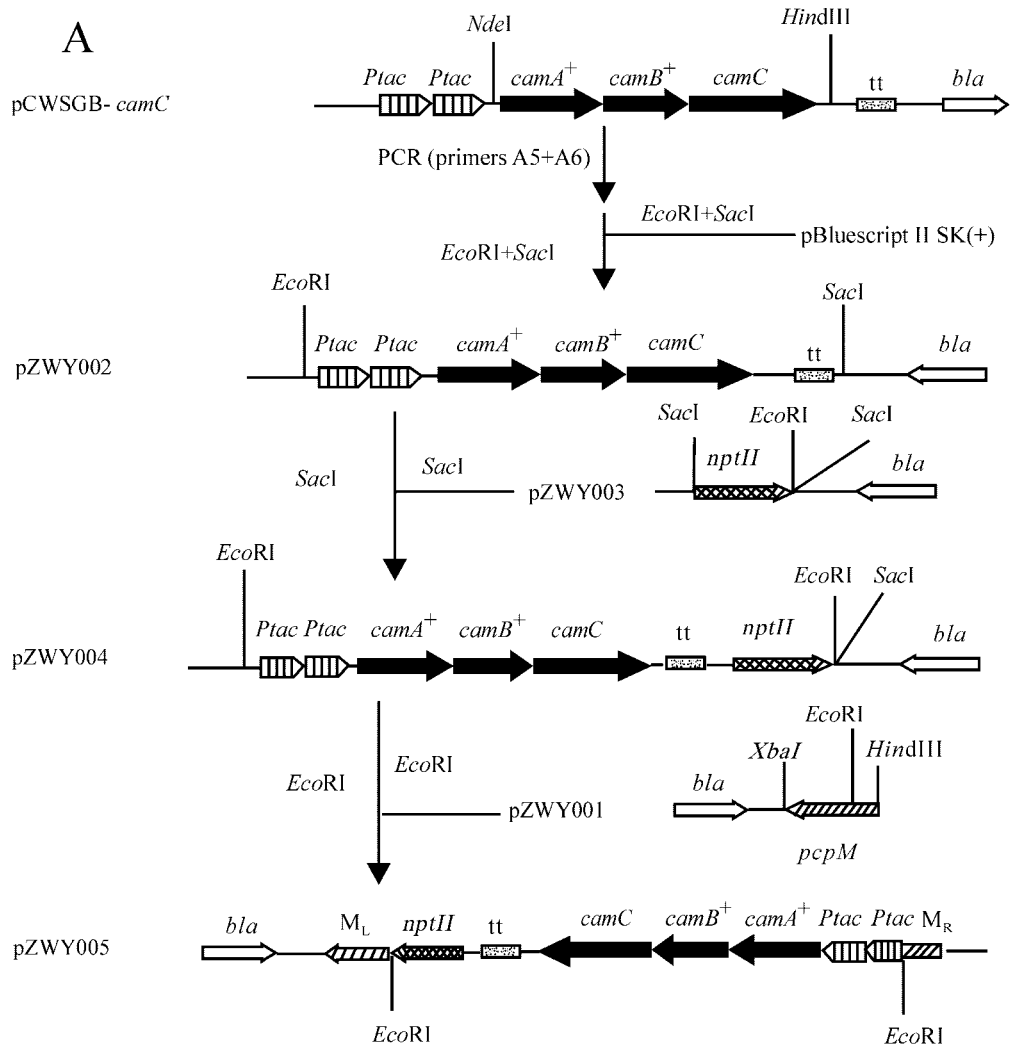 A
NdeI
HindIII
Ptac Ptac camA+ camB+ camC tt bla
pCWSGB- camC
PCR (primers A5+A6)
EcoRI+SacI
pBluescript II SK(+)
EcoRI+SacI
EcoRI
SacI
Ptac Ptac camA+ camB+ camC tt bla
pZWY002
SacI EcoRI SacI
nptII bla
SacI SacI
pZWY003
EcoRI
EcoRI SacI
Ptac Ptac camA+ camB+ camC tt nptII bla
pZWY004
EcoRI
XbaI HindIII
EcoRI EcoRI
bla
pZWY001
pcpM
bla ML nptII tt camC camB+ camA+ Ptac Ptac MR
pZWY005
EcoRI EcoRI